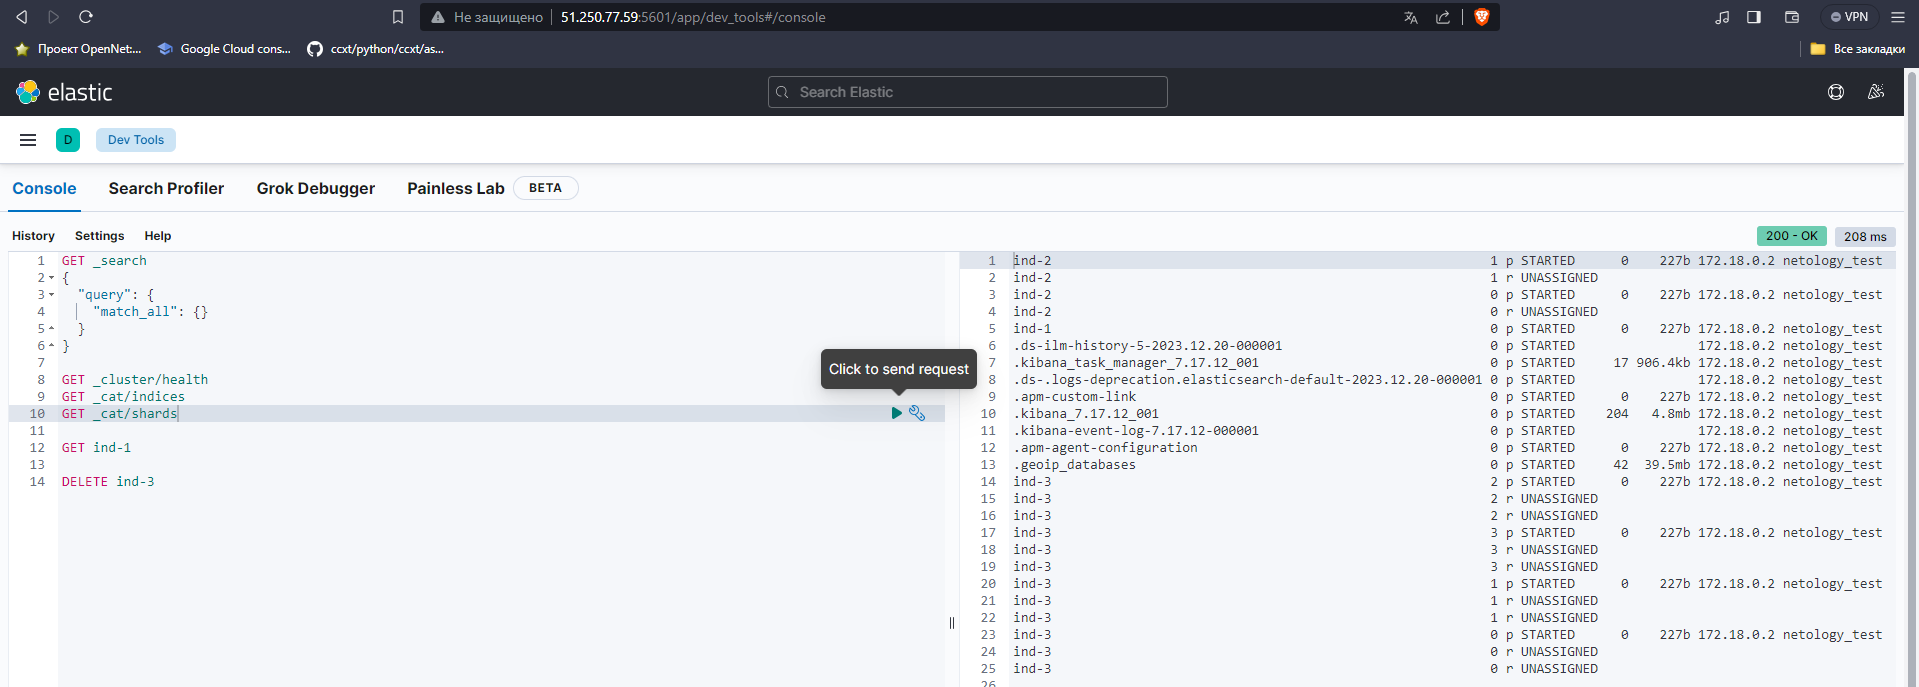 Не защищено 51.250.77.59:5601/app/dev_tools#/console VPN
Проект OpenNet:... Google Cloud cons... ccxt/python/ccxt/as... Все закладки
elastic Search Elastic
D Dev Tools
Console Search Profiler Grok Debugger Painless Lab BETA
History Settings Help 200 - OK 208 ms
1 GET _search
2 {
3 "query": {
4 "match_all": {}
5 }
6 }
7
8 GET _cluster/health
9 GET _cat/indices
10 GET _cat/shards
11
12 GET ind-1
13
14 DELETE ind-3
Click to send request
1 ind-2 1 p STARTED 0 227b 172.18.0.2 netology_test
2 ind-2 1 r UNASSIGNED
3 ind-2 0 p STARTED 0 227b 172.18.0.2 netology_test
4 ind-2 0 r UNASSIGNED
5 ind-1 0 p STARTED 0 227b 172.18.0.2 netology_test
6 .ds-ilm-history-5-2023.12.20-000001 0 p STARTED 172.18.0.2 netology_test
7 .kibana_task_manager_7.17.12_001 0 p STARTED 17 906.4kb 172.18.0.2 netology_test
8 .ds-.logs-deprecation.elasticsearch-default-2023.12.20-000001 0 p STARTED 172.18.0.2 netology_test
9 .apm-custom-link 0 p STARTED 0 227b 172.18.0.2 netology_test
10 .kibana_7.17.12_001 0 p STARTED 204 4.8mb 172.18.0.2 netology_test
11 .kibana-event-log-7.17.12-000001 0 p STARTED 172.18.0.2 netology_test
12 .apm-agent-configuration 0 p STARTED 0 227b 172.18.0.2 netology_test
13 .geoip_databases 0 p STARTED 42 39.5mb 172.18.0.2 netology_test
14 ind-3 2 p STARTED 0 227b 172.18.0.2 netology_test
15 ind-3 2 r UNASSIGNED
16 ind-3 2 r UNASSIGNED
17 ind-3 3 p STARTED 0 227b 172.18.0.2 netology_test
18 ind-3 3 r UNASSIGNED
19 ind-3 3 r UNASSIGNED
20 ind-3 1 p STARTED 0 227b 172.18.0.2 netology_test
21 ind-3 1 r UNASSIGNED
22 ind-3 1 r UNASSIGNED
23 ind-3 0 p STARTED 0 227b 172.18.0.2 netology_test
24 ind-3 0 r UNASSIGNED
25 ind-3 0 r UNASSIGNED
26